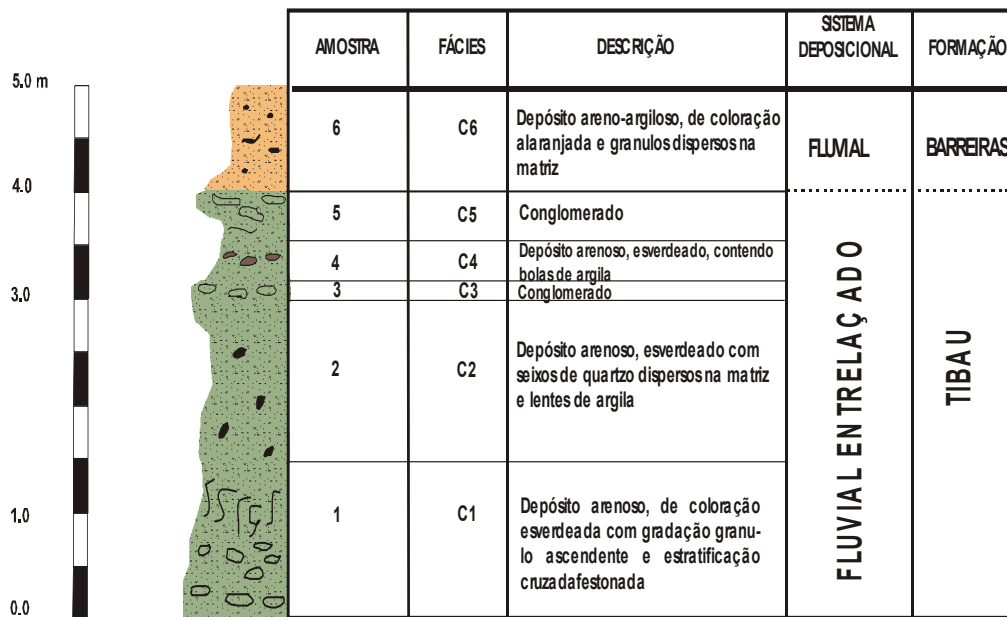 AMOSTRA
FÁCIES
DESCRIÇÃO
SISTEMA
DEPOSICIONAL
FORMAÇÃO
5.0 m
4.0
3.0
1.0
0.0
6
C6
Depósito areno-argiloso, de coloração
alaranjada e granulos dispersos na
matriz
FLUMIAL
BARREIRAS
5
C5
Conglomerado
4
C4
Depósito arenoso, esverdeado, contendo
bolas de argila
3
C3
Conglomerado
2
C2
Depósito arenoso, esverdeado com
seixos de quartzo dispersos na matriz
e lentes de argila
1
C1
Depósito arenoso, de coloração
esverdeada com gradação granu-
lo ascendente e estratificação
cruzadafestonada
FLUVIAL ENTRELAÇADO
TIBAU